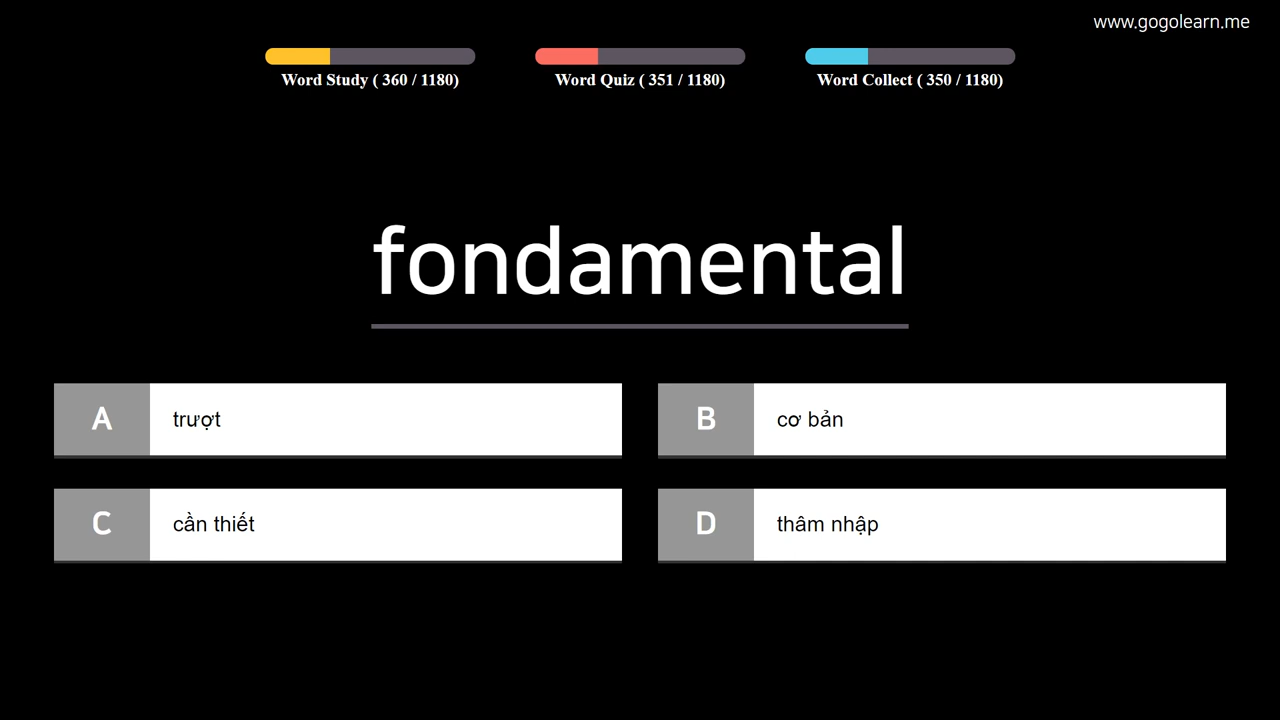 www.gogolearn.me
Word Study ( 360 / 1180)
Word Quiz ( 351 / 1180)
Word Collect ( 350 / 1180)
fondamental
A trượt
B cơ bản
C cần thiết
D thâm nhập